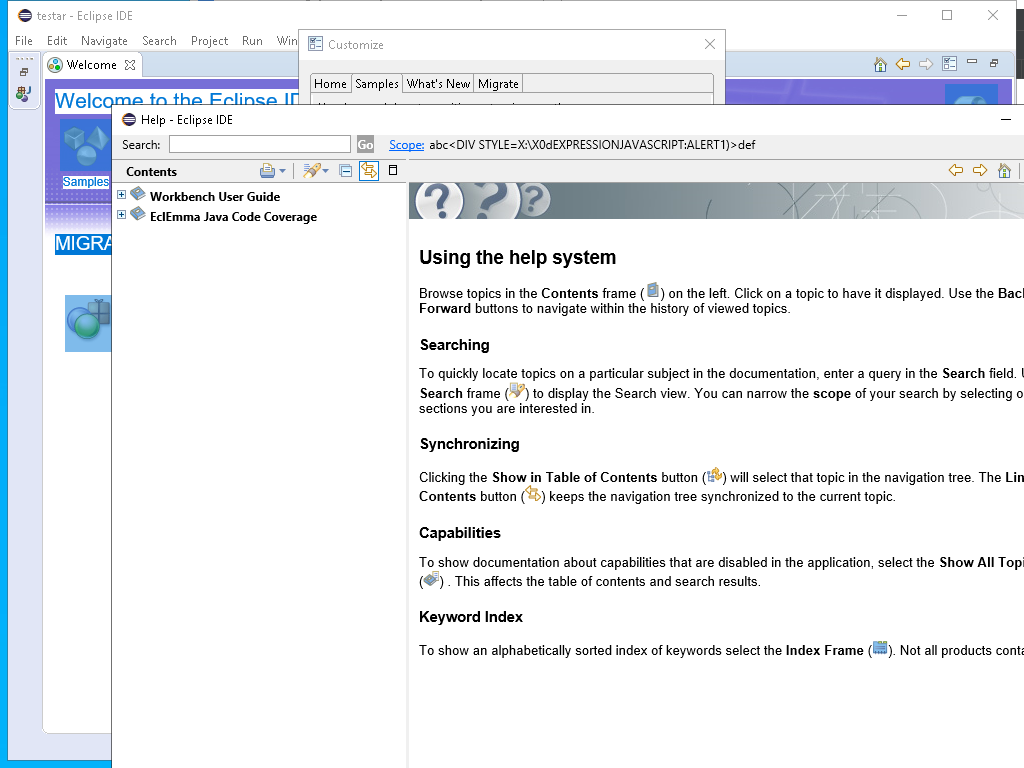 testar - Eclipse IDE
File Edit Navigate Search Project Run Win
Customize
Welcome
Home Samples What's New Migrate
Welcome to the Eclipse ID
Help - Eclipse IDE
Search: Go Scope: abc<DIV STYLE=X:\X0dEXPRESSIONJAVASCRIPT:ALERT1)>def
Samples
MIGRA
Contents
Workbench User Guide
EclEmma Java Code Coverage
Using the help system
Browse topics in the Contents frame ( ) on the left. Click on a topic to have it displayed. Use the Bac
Forward buttons to navigate within the history of viewed topics.
Searching
To quickly locate topics on a particular subject in the documentation, enter a query in the Search field. U
Search frame ( ) to display the Search view. You can narrow the scope of your search by selecting o
sections you are interested in.
Synchronizing
Clicking the Show in Table of Contents button ( ) will select that topic in the navigation tree. The Lin
Contents button ( ) keeps the navigation tree synchronized to the current topic.
Capabilities
To show documentation about capabilities that are disabled in the application, select the Show All Topi
( ) . This affects the table of contents and search results.
Keyword Index
To show an alphabetically sorted index of keywords select the Index Frame ( ). Not all products conta